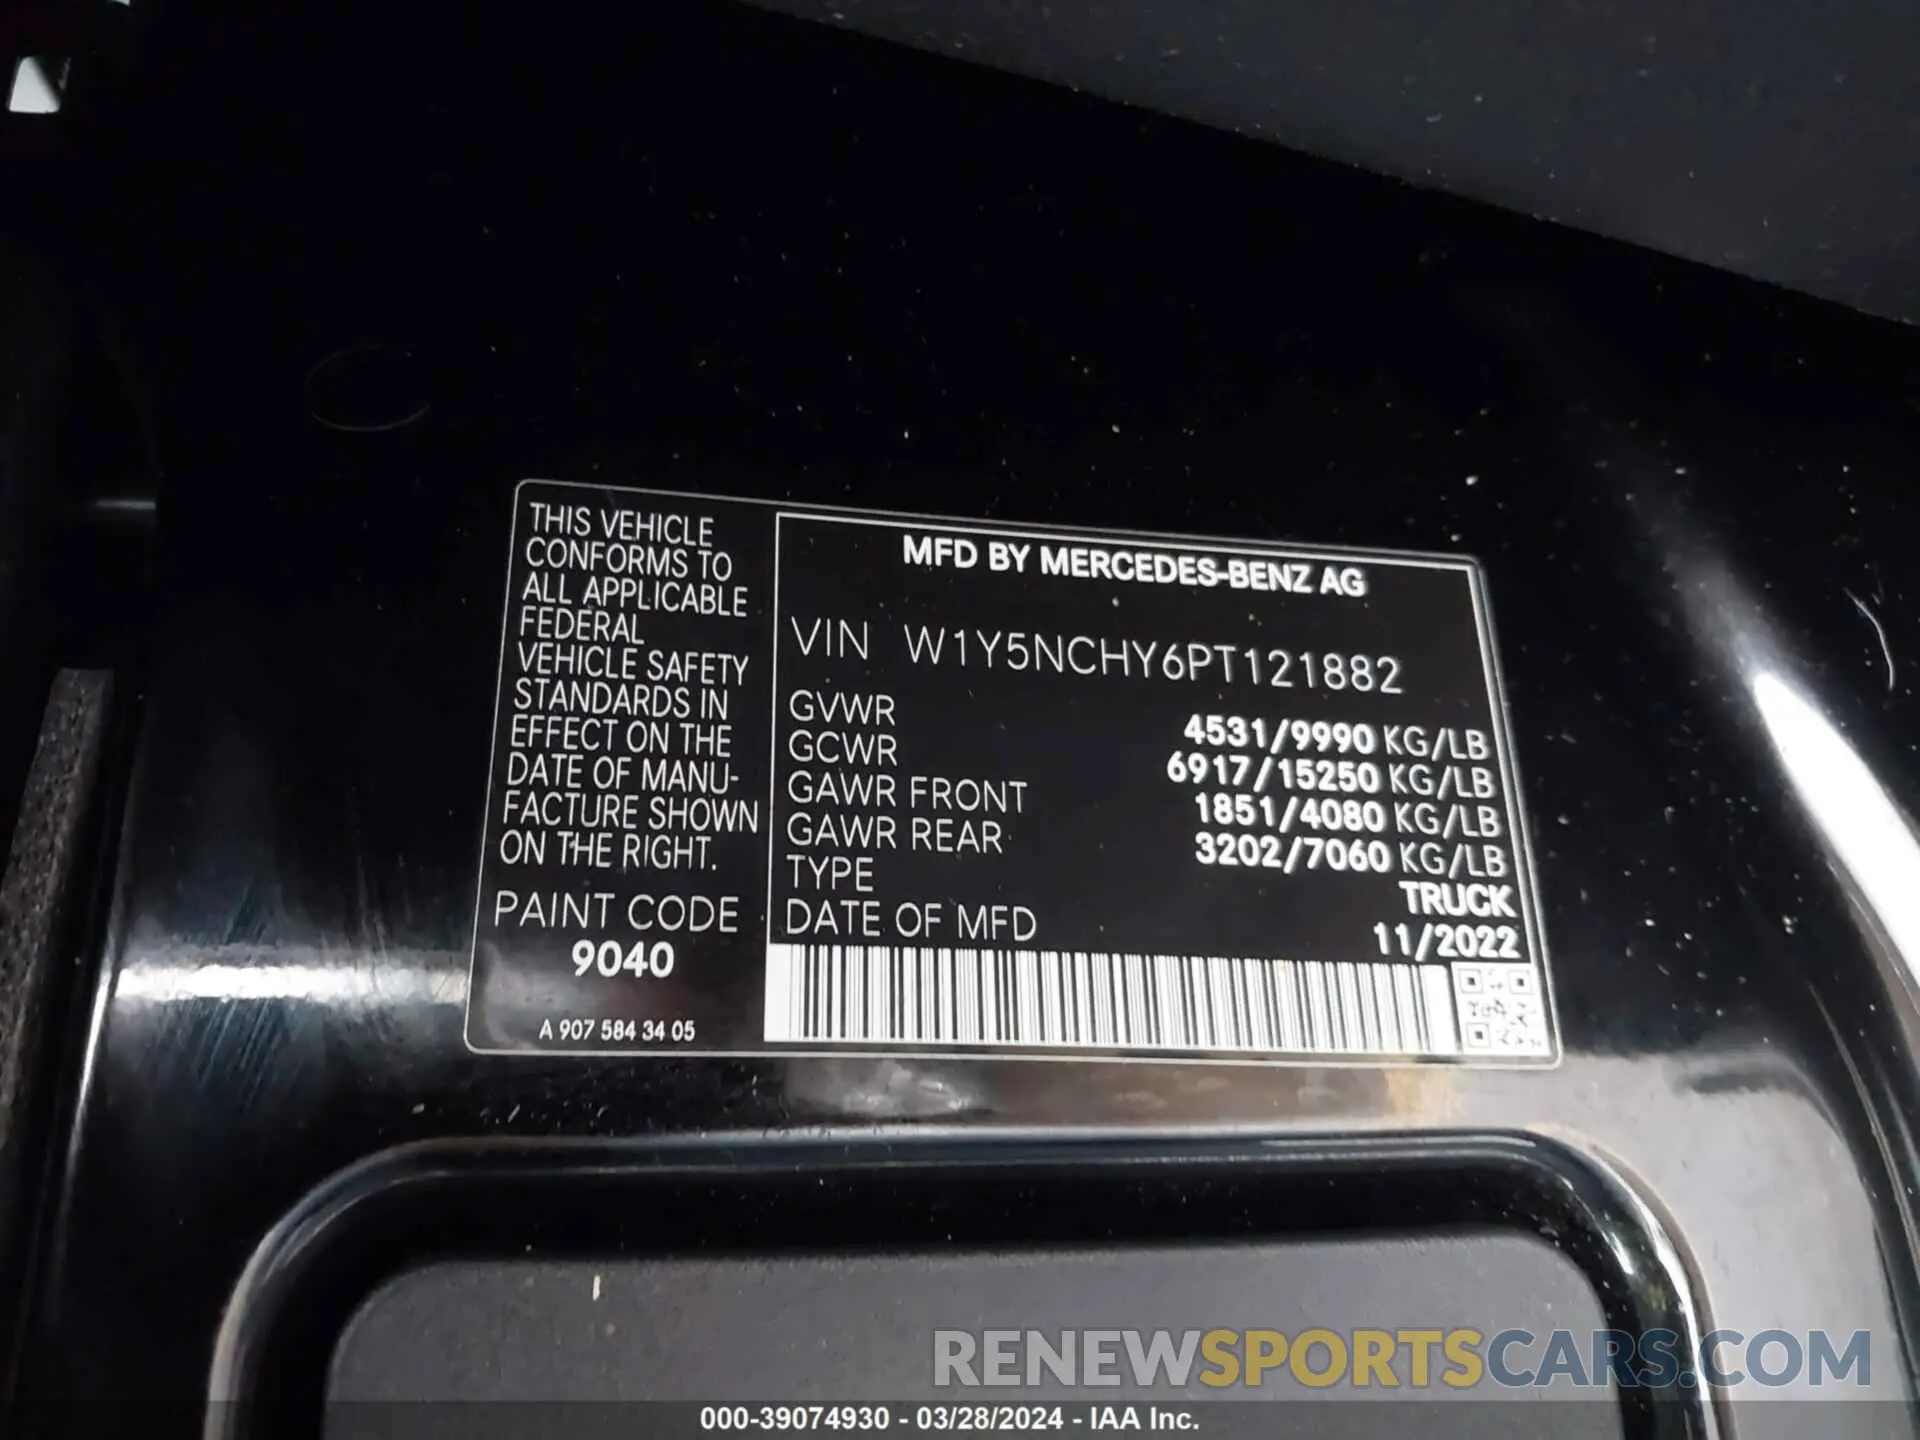 THIS VEHICLE
CONFORMS TO
ALL APPLICABLE
FEDERAL
VEHICLE SAFETY
STANDARDS IN
EFFECT ON THE
DATE OF MANU-
FACTURE SHOWN
ON THE RIGHT.
PAINT CODE
9040
A 907 584 34 05
MFD BY MERCEDES-BENZ AG
VIN W1Y5NCHY6PT121882
GVWR 4531/9990 KG/LB
GCWR 6917/15250 KG/LB
GAWR FRONT 1851/4080 KG/LB
GAWR REAR 3202/7060 KG/LB
TYPE TRUCK
DATE OF MFD 11/2022
RENEWSPORTSCARS.COM
000-39074930 - 03/28/2024 - IAA Inc.